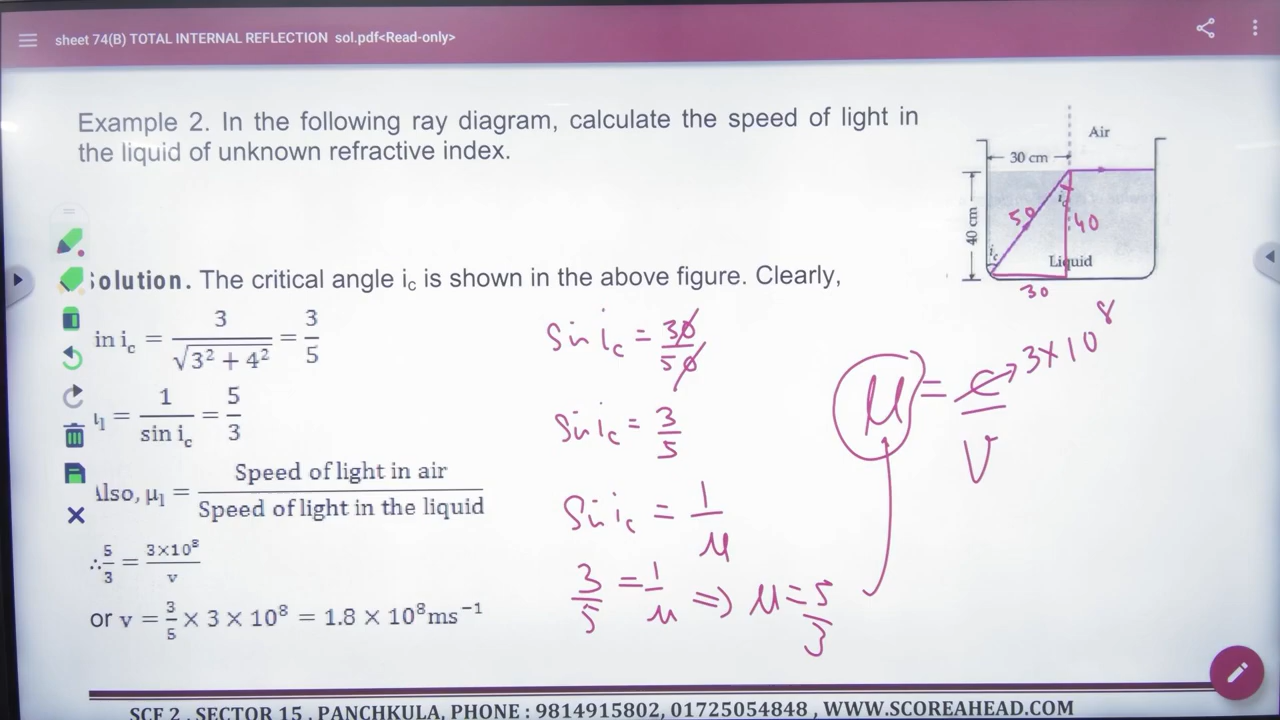 sheet 74(B) TOTAL INTERNAL REFLECTION sol.pdf<Read-only>
Example 2. In the following ray diagram, calculate the speed of light in
the liquid of unknown refractive index.
Air
30 cm
40 cm
50
i_c
40
i_c
Liquid
30
olution. The critical angle i_c is shown in the above figure. Clearly,
in i_c = 3/√(3² + 4²) = 3/5
= 1/sin i_c = 5/3
Also, μ_l = Speed of light in air/Speed of light in the liquid
∴ 5/3 = 3×10⁸/v
or v = 3/5 × 3 × 10⁸ = 1.8 × 10⁸ms⁻¹
Sin i_c = 30/50
Sin i_c = 3/5
Sin i_c = 1/μ
3/5 = 1/μ ⇒ μ = 5/3
μ = c/V → 3×10⁸
SCF 2 , SECTOR 15 , PANCHKULA, PHONE : 9814915802, 01725054848 , WWW.SCOREAHEAD.COM